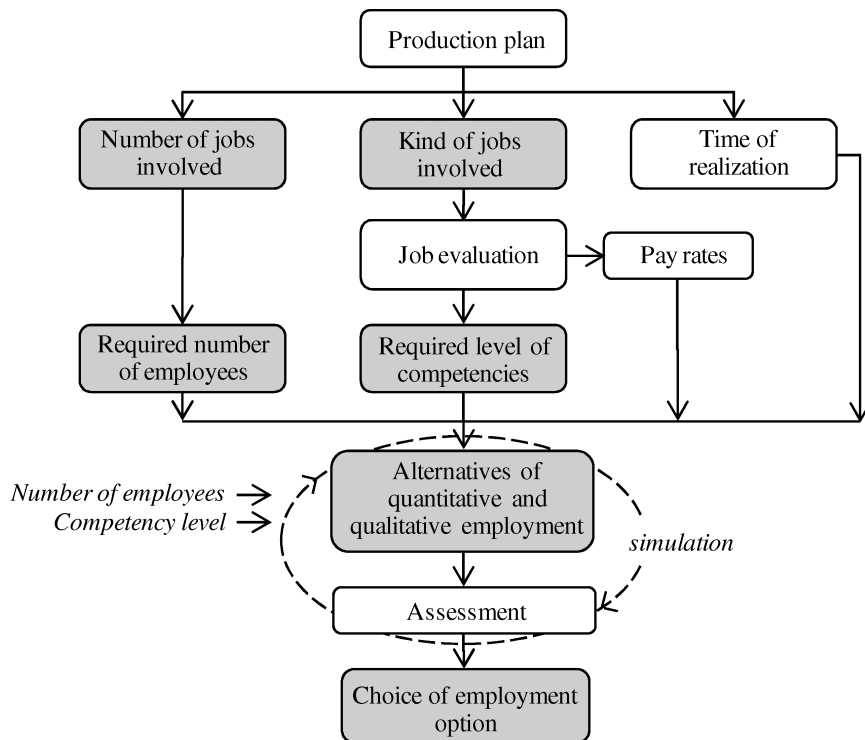 Production plan
Number of jobs
involved
Kind of jobs
involved
Time of
realization
Job evaluation
Pay rates
Required number
of employees
Required level of
competencies
Number of employees
Competency level
Alternatives of
quantitative and
qualitative employment
simulation
Assessment
Choice of employment
option